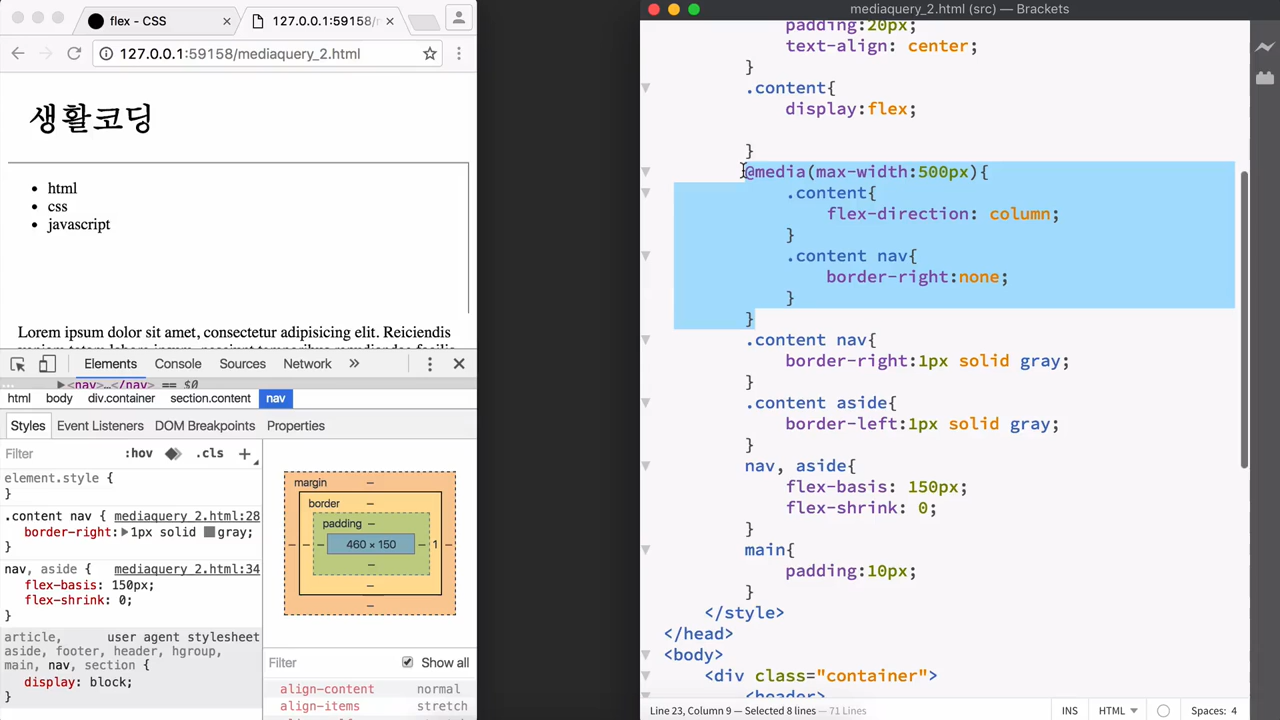 flex - CSS
127.0.0.1:59158/
127.0.0.1:59158/mediaquery_2.html
생활코딩
html
css
javascript
Lorem ipsum dolor sit amet, consectetur adipisicing elit. Reiciendis
Elements Console Sources Network »
▶<nav>…</nav> == $0
html body div.container section.content nav
Styles Event Listeners DOM Breakpoints Properties
Filter :hov .cls +
element.style {
}
.content nav { mediaquery_2.html:28
border-right:▶1px solid gray;
}
nav, aside { mediaquery_2.html:34
flex-basis: 150px;
flex-shrink: 0;
}
article, user agent stylesheet
aside, footer, header, hgroup,
main, nav, section {
display: block;
}
margin –
border –
padding –
– – – 460 × 150 – 1 –
–
–
–
Filter Show all
align-content normal
align-items stretch
mediaquery_2.html (src) — Brackets
padding:20px;
text-align: center;
}
.content{
display:flex;
}
@media(max-width:500px){
.content{
flex-direction: column;
}
.content nav{
border-right:none;
}
}
.content nav{
border-right:1px solid gray;
}
.content aside{
border-left:1px solid gray;
}
nav, aside{
flex-basis: 150px;
flex-shrink: 0;
}
main{
padding:10px;
}
</style>
</head>
<body>
<div class="container">
<header>
Line 23, Column 9 — Selected 8 lines — 71 Lines INS HTML Spaces: 4